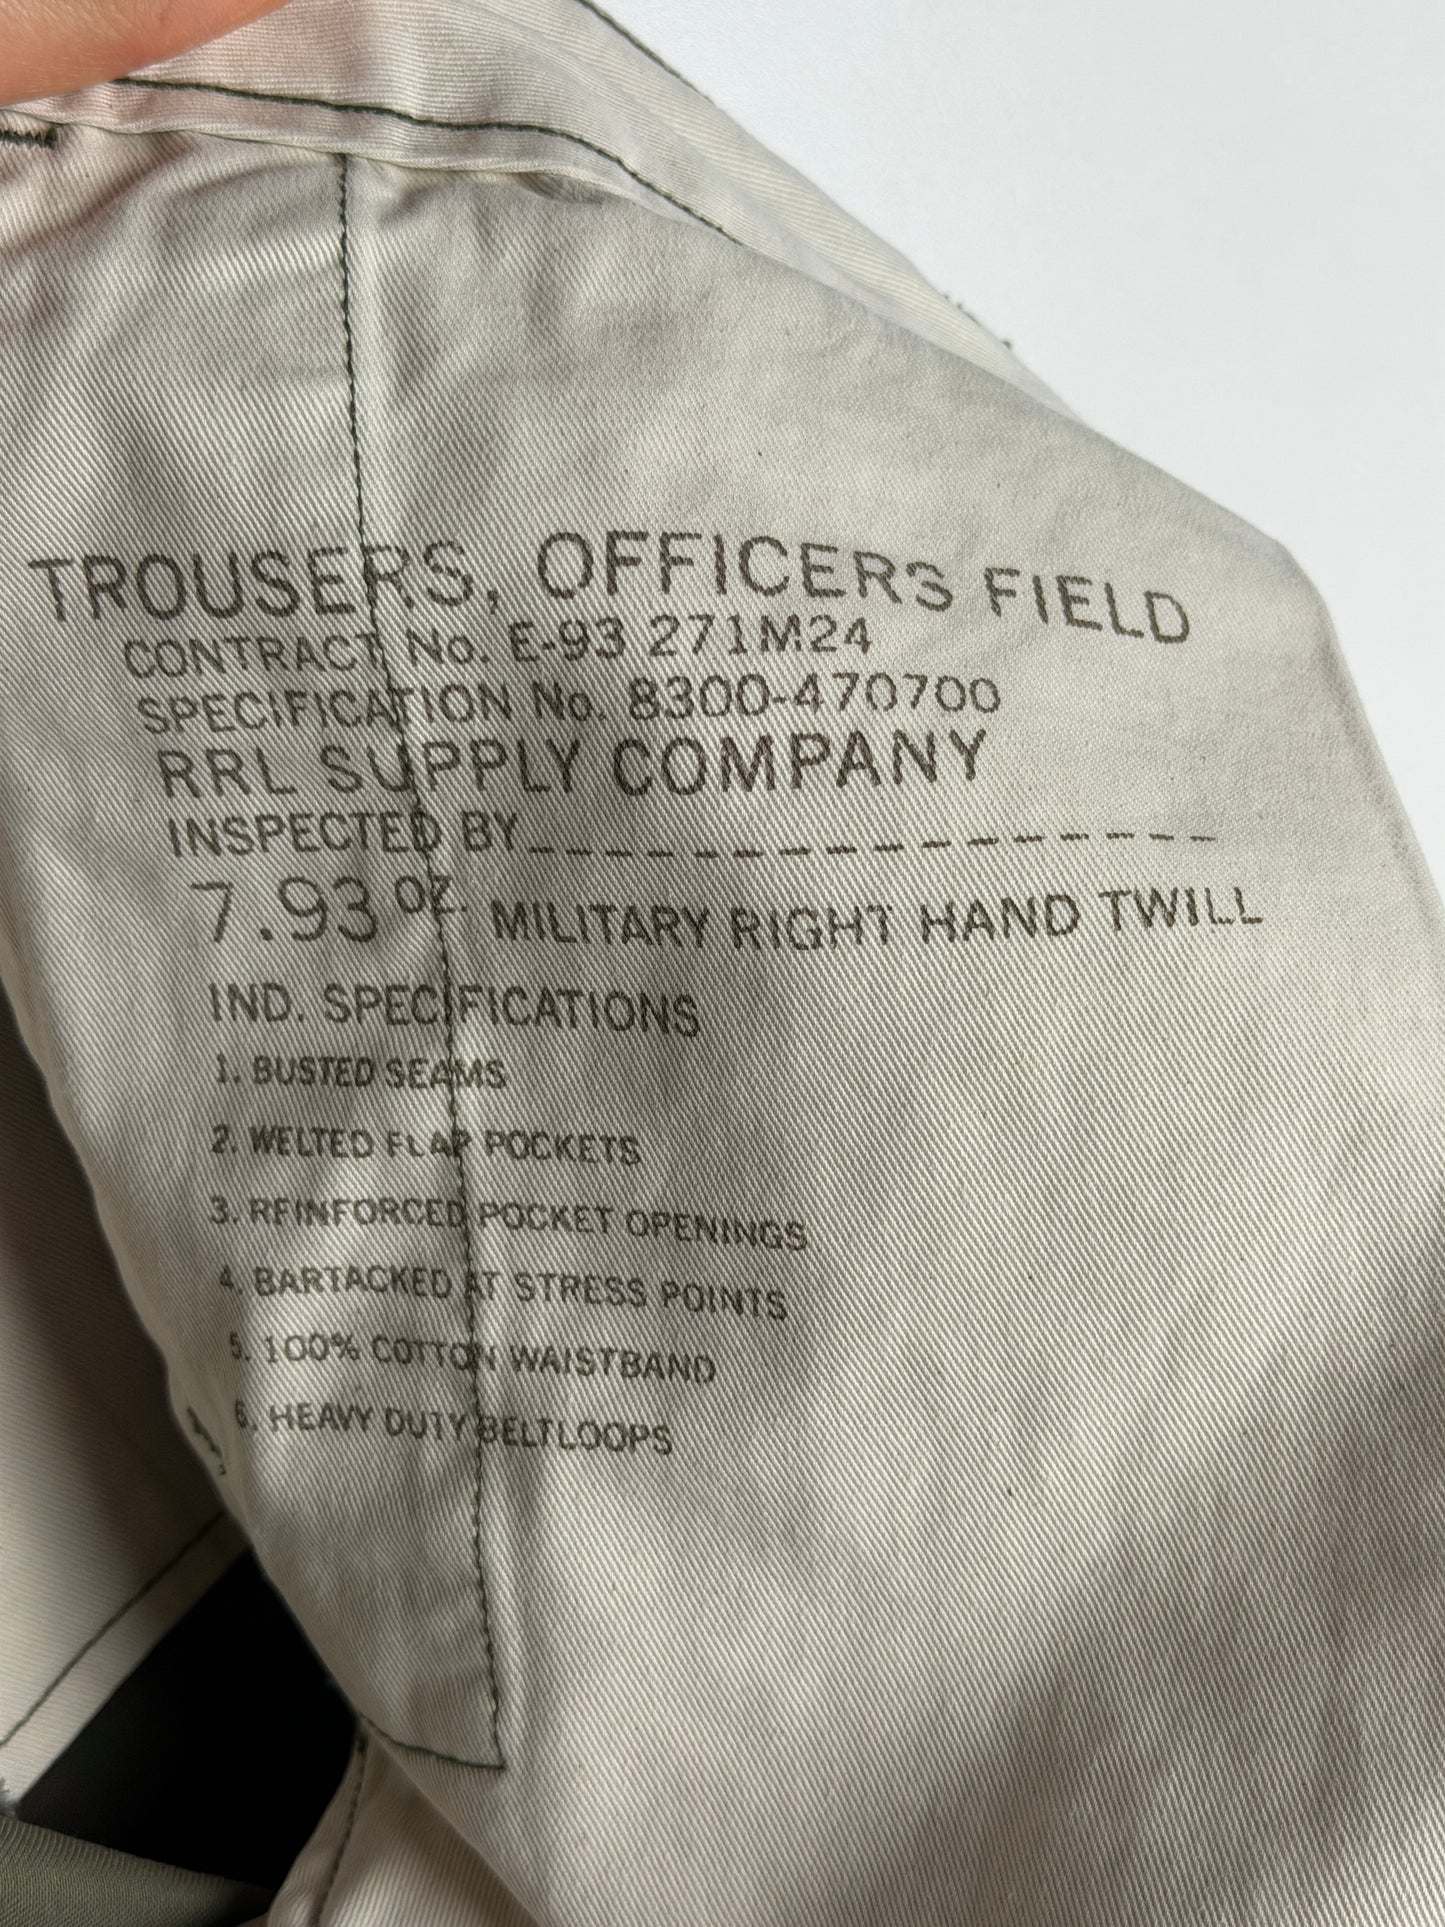 TROUSERS, OFFICERS FIELD
CONTRACT No. E-93 271M24
SPECIFICATION No. 8300-470700
RRL SUPPLY COMPANY
INSPECTED BY_ _ _ _ _ _ _ _ _ _ _ _ _ _ _ _ _ _
7.93 OZ. MILITARY RIGHT HAND TWILL
IND. SPECIFICATIONS
1. BUSTED SEAMS
2. WELTED FLAP POCKETS
3. REINFORCED POCKET OPENINGS
4. BARTACKED AT STRESS POINTS
5. 100% COTTON WAISTBAND
6. HEAVY DUTY BELTLOOPS